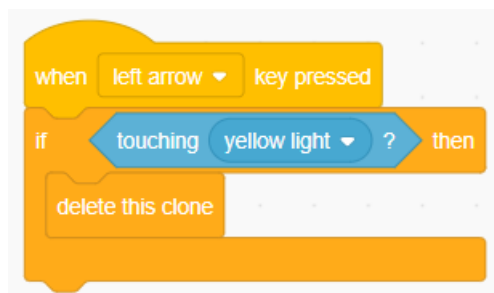 when left arrow key pressed
if touching yellow light ? then
delete this clone